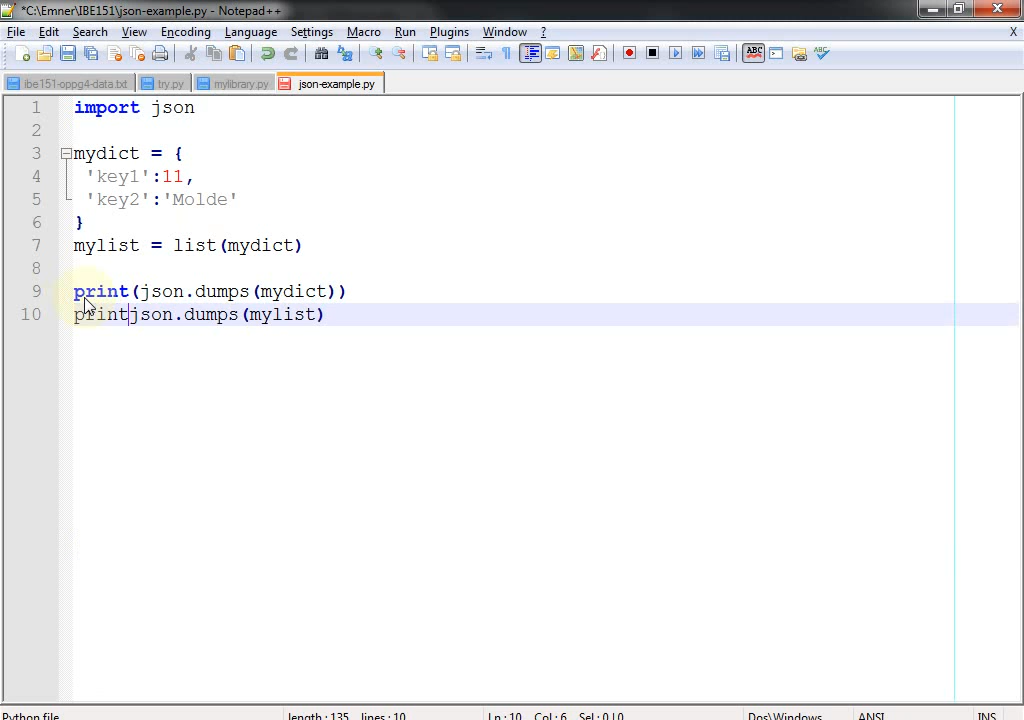 *C:\Emner\IBE151\json-example.py - Notepad++
File Edit Search View Encoding Language Settings Macro Run Plugins Window ? X
ibe151-oppg4-data.txt try.py mylibrary.py json-example.py
1 import json
2
3 mydict = {
4 'key1':11,
5 'key2':'Molde'
6 }
7 mylist = list(mydict)
8
9 print(json.dumps(mydict))
10 printjson.dumps(mylist)
Python file length : 135 lines : 10 Ln : 10 Col : 6 Sel : 0 | 0 Dos\Windows ANSI INS